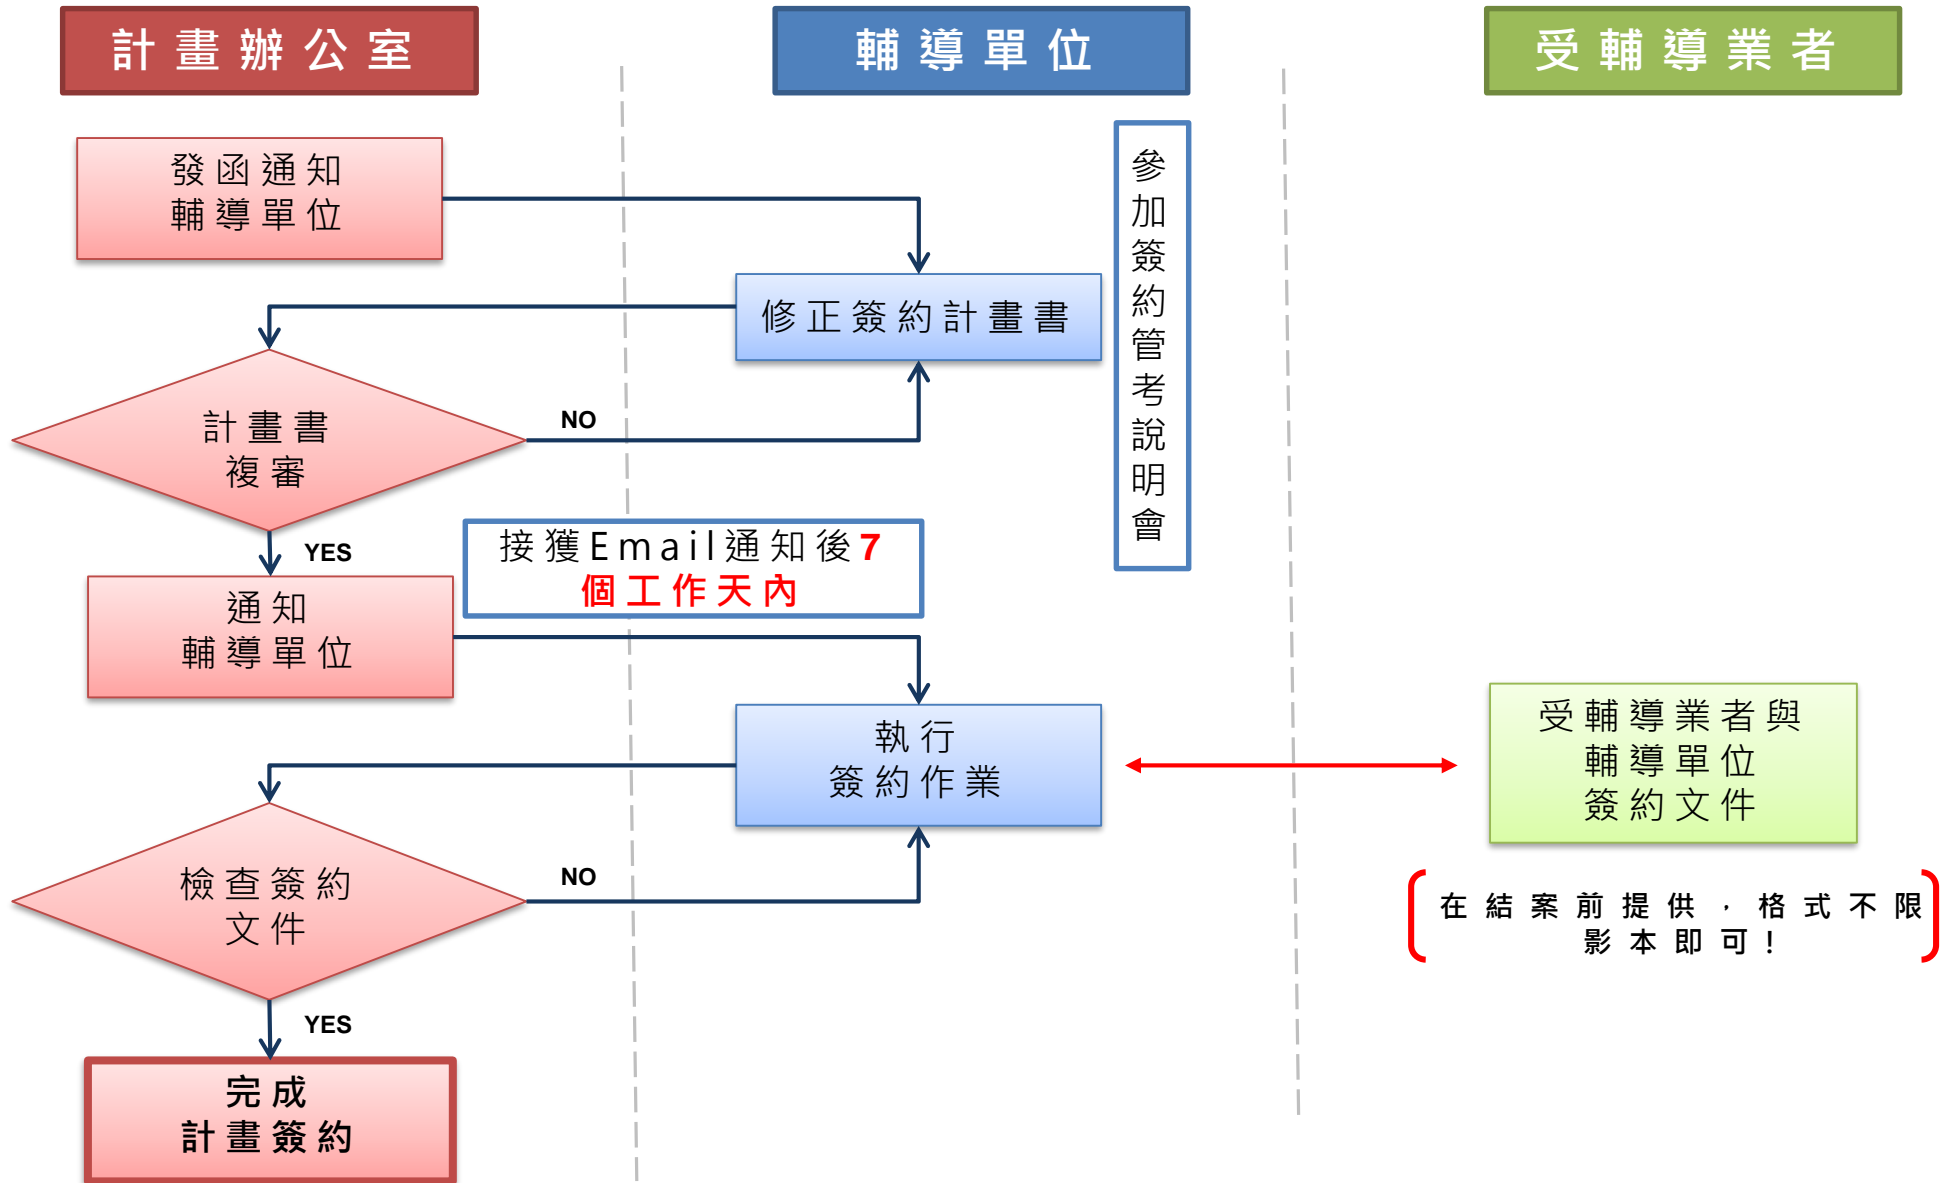 計畫辦公室
輔導單位
受輔導業者
發函通知
輔導單位
參加簽約管考說明會
修正簽約計畫書
計畫書
複審
NO
YES
接獲Email通知後7
個工作天內
通知
輔導單位
執行
簽約作業
受輔導業者與
輔導單位
簽約文件
檢查簽約
文件
NO
在結案前提供，格式不限
影本即可!
YES
完成
計畫簽約